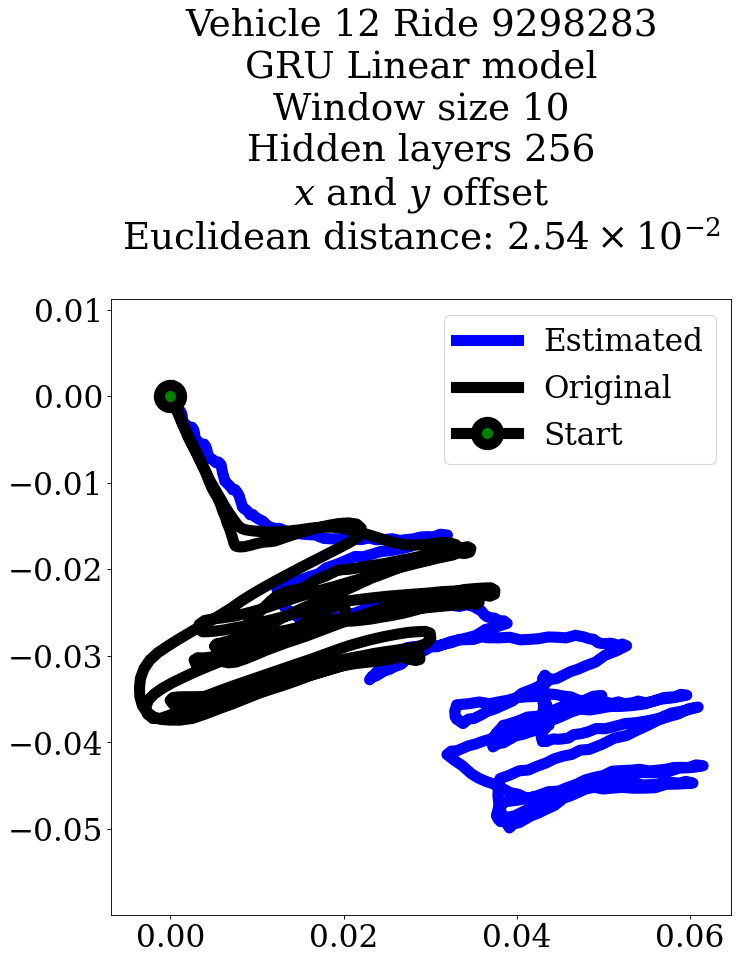 Vehicle 12 Ride 9298283
GRU Linear model
Window size 10
Hidden layers 256
x and y offset
Euclidean distance: 2.54 × 10⁻²
Estimated
Original
Start
0.01
0.00
−0.01
−0.02
−0.03
−0.04
−0.05
0.00 0.02 0.04 0.06